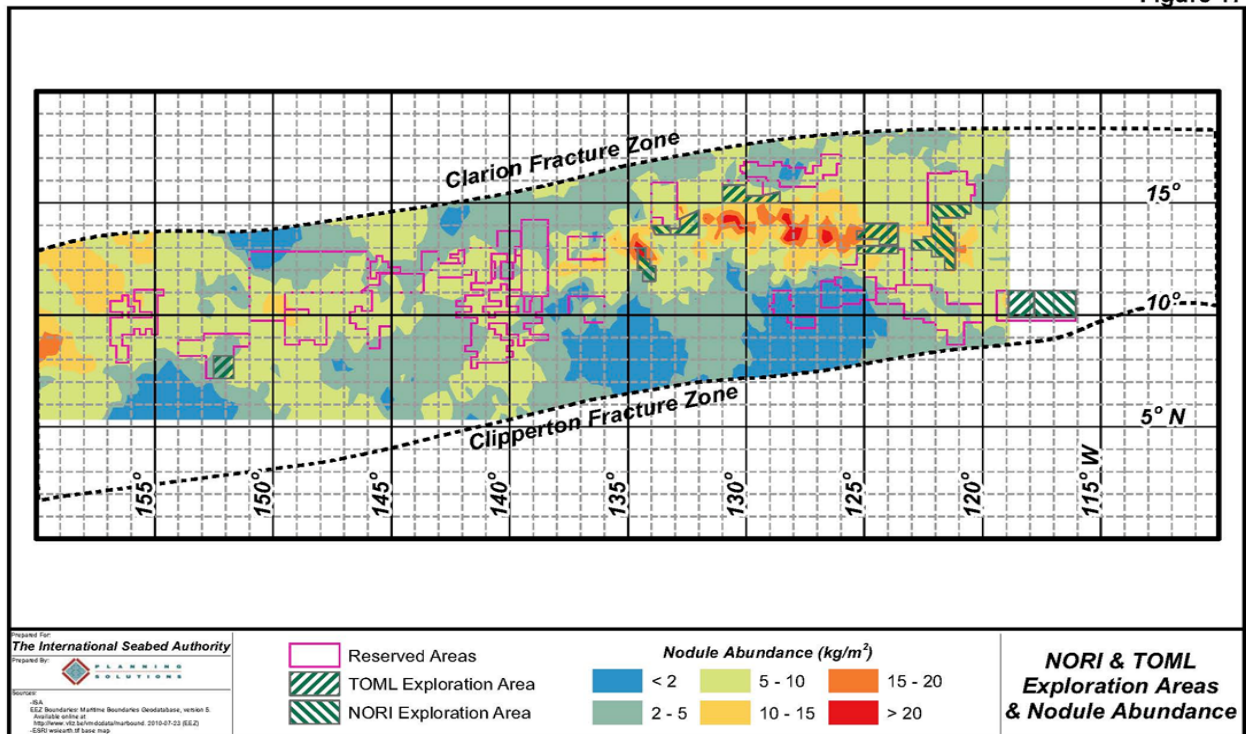 Clarion Fracture Zone
15°
10°
5° N
Clipperton Fracture Zone
155°
150°
145°
140°
135°
130°
125°
120°
115° W
Prepared For:
The International Seabed Authority
Prepared By:
PLANNING
SOLUTIONS
Sources:
-ISA
EEZ Boundaries: Maritime Boundaries Geodatabase, version 5.
Available online at
-ESRI
Reserved Areas
TOML Exploration Area
NORI Exploration Area
Nodule Abundance (kg/m²)
< 2
5 - 10
15 - 20
2 - 5
10 - 15
> 20
NORI & TOML
Exploration Areas
& Nodule Abundance